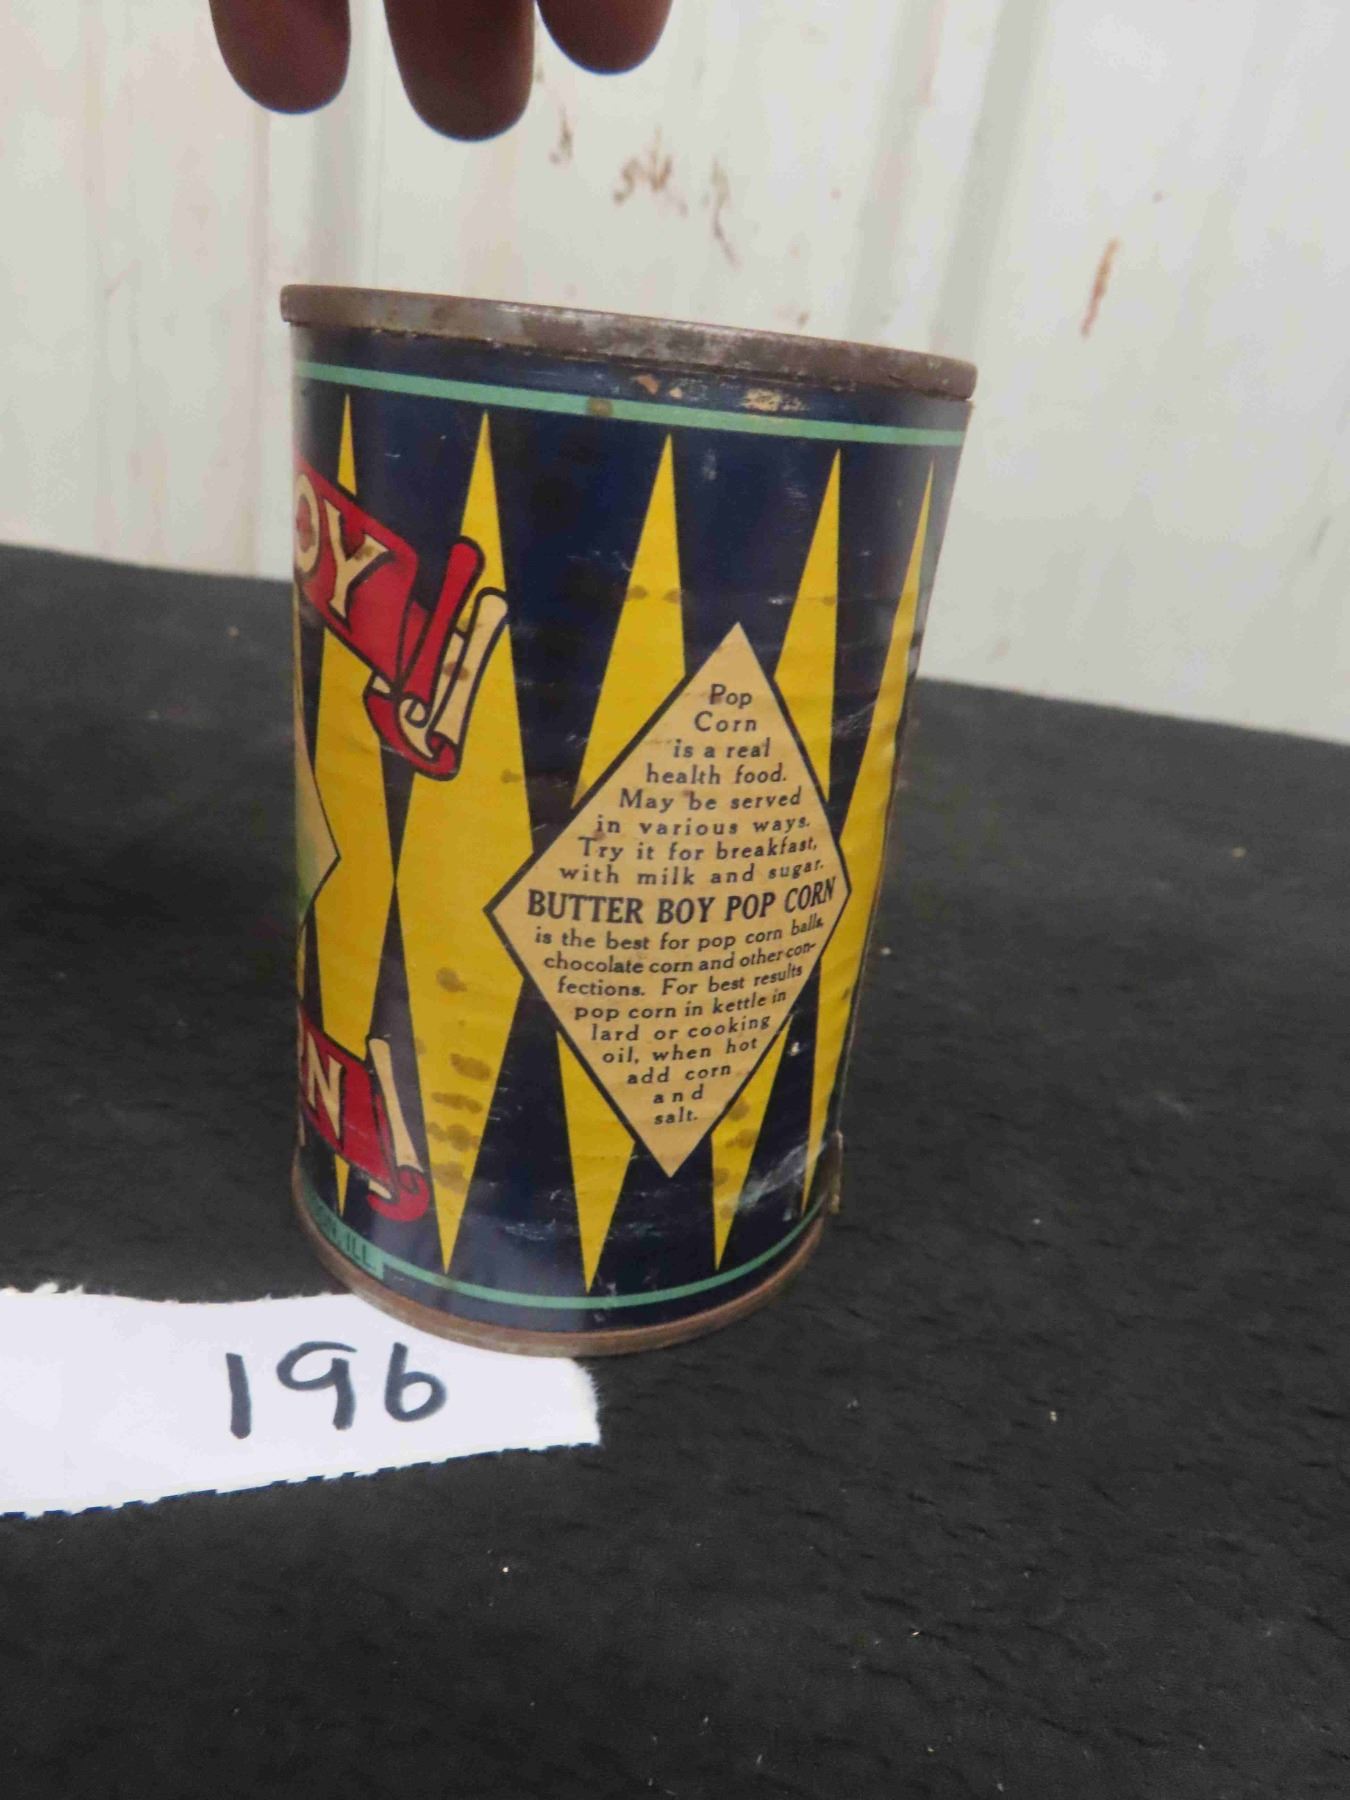 OY
Pop
Corn
is a real
health food.
May be served
in various ways.
Try it for breakfast,
with milk and sugar.
BUTTER BOY POP CORN
is the best for pop corn balls,
chocolate corn and other con-
fections. For best results
pop corn in kettle in
lard or cooking
oil, when hot
add corn
and
salt.
N
ILL.
196